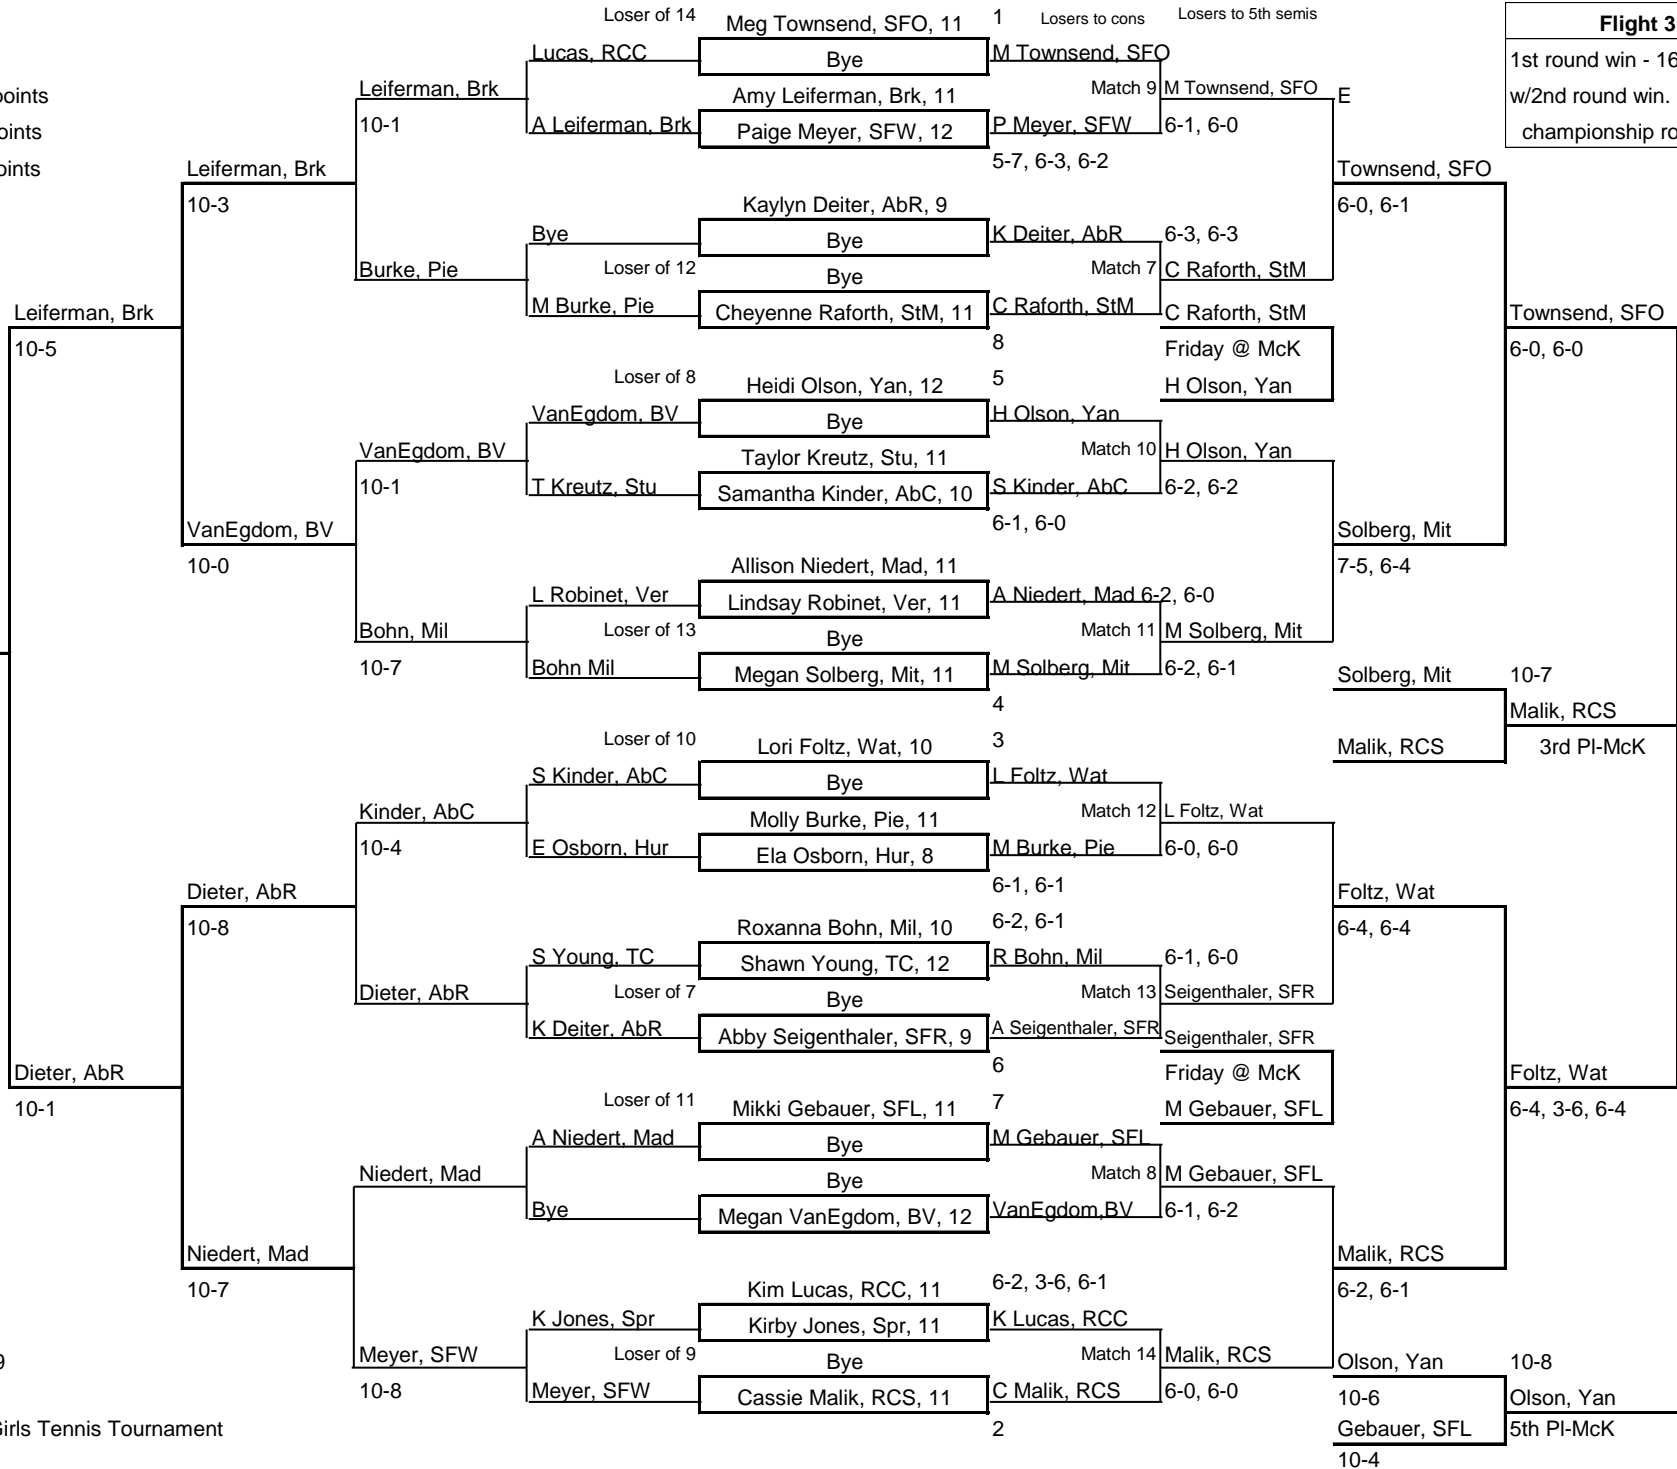 Loser of 14
Meg Townsend, SFO, 11
1
Losers to cons
Losers to 5th semis
Flight 3
Lucas, RCC
Bye
M Townsend, SFO
1st round win - 16
points
Leiferman, Brk
Amy Leiferman, Brk, 11
Match 9
M Townsend, SFO
E
w/2nd round win.
10-1
A Leiferman, Brk
Paige Meyer, SFW, 12
P Meyer, SFW
6-1, 6-0
championship ro
oints
oints
Leiferman, Brk
5-7, 6-3, 6-2
Townsend, SFO
10-3
Kaylyn Deiter, AbR, 9
6-0, 6-1
Bye
Bye
K Deiter, AbR
6-3, 6-3
Burke, Pie
Loser of 12
Bye
Match 7
C Raforth, StM
Leiferman, Brk
M Burke, Pie
Cheyenne Raforth, StM, 11
C Raforth, StM
C Raforth, StM
Townsend, SFO
10-5
8
Friday @ McK
6-0, 6-0
Loser of 8
Heidi Olson, Yan, 12
5
H Olson, Yan
VanEgdom, BV
Bye
H Olson, Yan
VanEgdom, BV
Taylor Kreutz, Stu, 11
Match 10
H Olson, Yan
10-1
T Kreutz, Stu
Samantha Kinder, AbC, 10
S Kinder, AbC
6-2, 6-2
VanEgdom, BV
6-1, 6-0
Solberg, Mit
10-0
Allison Niedert, Mad, 11
7-5, 6-4
L Robinet, Ver
Lindsay Robinet, Ver, 11
A Niedert, Mad 6-2, 6-0
Bohn, Mil
Loser of 13
Bye
Match 11
M Solberg, Mit
10-7
Bohn Mil
Megan Solberg, Mit, 11
M Solberg, Mit
6-2, 6-1
Solberg, Mit
10-7
4
Malik, RCS
Loser of 10
Lori Foltz, Wat, 10
3
Malik, RCS
3rd Pl-McK
S Kinder, AbC
Bye
L Foltz, Wat
Kinder, AbC
Molly Burke, Pie, 11
Match 12
L Foltz, Wat
10-4
E Osborn, Hur
Ela Osborn, Hur, 8
M Burke, Pie
6-0, 6-0
Dieter, AbR
6-1, 6-1
Foltz, Wat
10-8
Roxanna Bohn, Mil, 10
6-2, 6-1
6-4, 6-4
S Young, TC
Shawn Young, TC, 12
R Bohn, Mil
6-1, 6-0
Dieter, AbR
Loser of 7
Bye
Match 13
Seigenthaler, SFR
K Deiter, AbR
Abby Seigenthaler, SFR, 9
A Seigenthaler, SFR
Seigenthaler, SFR
Dieter, AbR
6
Friday @ McK
Foltz, Wat
10-1
Loser of 11
Mikki Gebauer, SFL, 11
7
M Gebauer, SFL
6-4, 3-6, 6-4
A Niedert, Mad
Bye
M Gebauer, SFL
Niedert, Mad
Bye
Match 8
M Gebauer, SFL
Bye
Megan VanEgdom, BV, 12
VanEgdom,BV
6-1, 6-2
Niedert, Mad
Malik, RCS
10-7
Kim Lucas, RCC, 11
6-2, 3-6, 6-1
6-2, 6-1
K Jones, Spr
Kirby Jones, Spr, 11
K Lucas, RCC
9
Meyer, SFW
Loser of 9
Bye
Match 14
Malik, RCS
Olson, Yan
10-8
10-8
Meyer, SFW
Cassie Malik, RCS, 11
C Malik, RCS
6-0, 6-0
10-6
Olson, Yan
Girls Tennis Tournament
2
Gebauer, SFL
5th Pl-McK
10-4